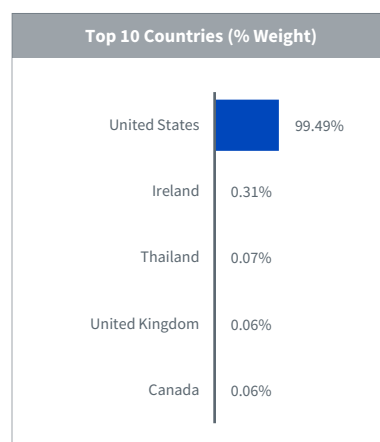 Top 10 Countries (% Weight)
United States 99.49%
Ireland 0.31%
Thailand 0.07%
United Kingdom 0.06%
Canada 0.06%